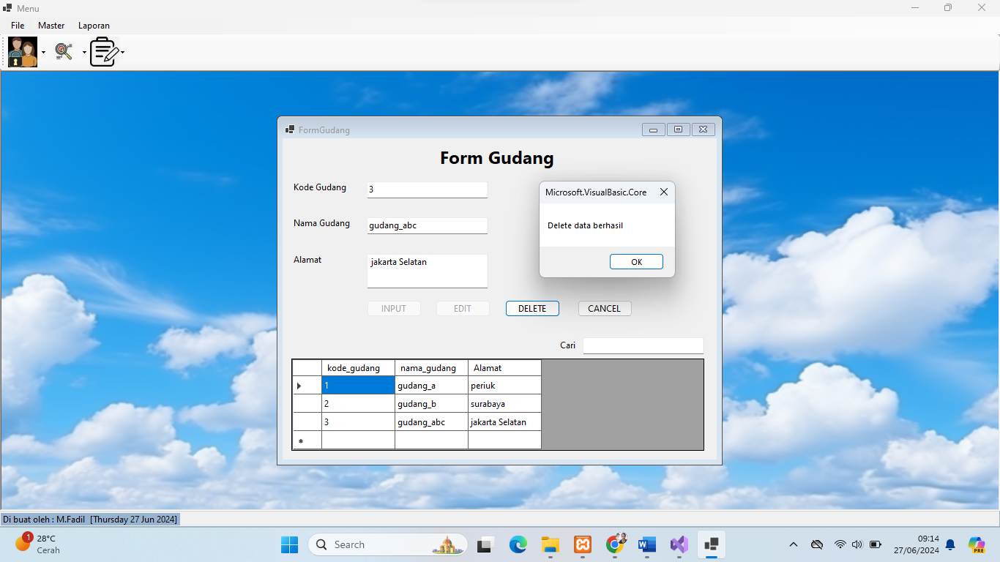 Menu
File Master Laporan
FormGudang
Form Gudang
Kode Gudang 3
Nama Gudang gudang_abc
Alamat jakarta Selatan
Microsoft.VisualBasic.Core
Delete data berhasil
OK
INPUT EDIT DELETE CANCEL
Cari
kode_gudang nama_gudang Alamat
1 gudang_a periuk
2 gudang_b surabaya
3 gudang_abc jakarta Selatan
Di buat oleh : M.Fadil [Thursday 27 Jun 2024]
1
28°C
Cerah
Search
09:14
27/06/2024
PRE